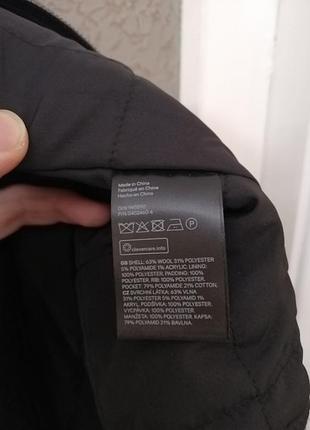 Made in China
Fabriqué en China
Hecho en China
P/N 0402460 4
clevercare.info
GB SHELL: 63% WOOL 31% POLYESTER
5% POLYAMIDE 1% ACRYLIC, LINING:
100% POLYESTER, PADDING: 100%
POLYESTER, RIB: 100% POLYESTER,
POCKET: 79% POLYAMIDE 21% COTTON,
CZ SVRCHNÍ LÁTKA: 63% VLNA
31% POLYESTER 5% POLYAMID 1%
AKRYL, PODŠÍVKA: 100% POLYESTER,
VYCPÁVKA: 100% POLYESTER,
MANŽETA: 100% POLYESTER, KAPSA:
79% POLYAMID 21% BAVLNA.